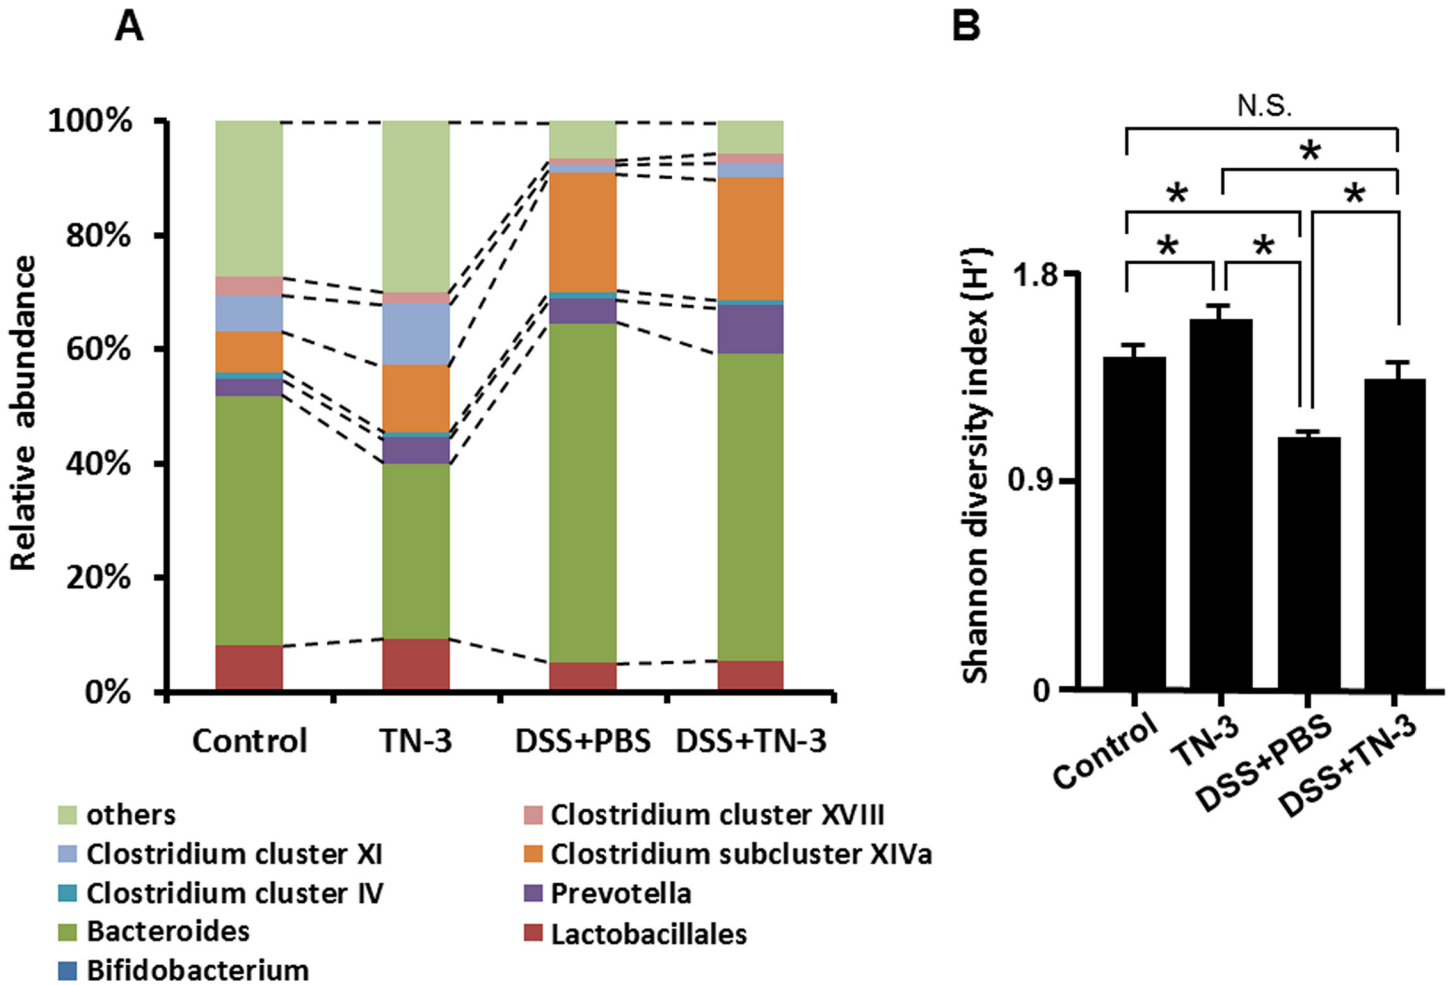 A
B
Relative abundance
100%
80%
60%
40%
20%
0%
Control
TN-3
DSS+PBS
DSS+TN-3
others
Clostridium cluster XVIII
Clostridium cluster XI
Clostridium subcluster XIVa
Clostridium cluster IV
Prevotella
Bacteroides
Lactobacillales
Bifidobacterium
Shannon diversity index (H’)
1.8
0.9
0
N.S.
*
*
*
*
*
Control
TN-3
DSS+PBS
DSS+TN-3